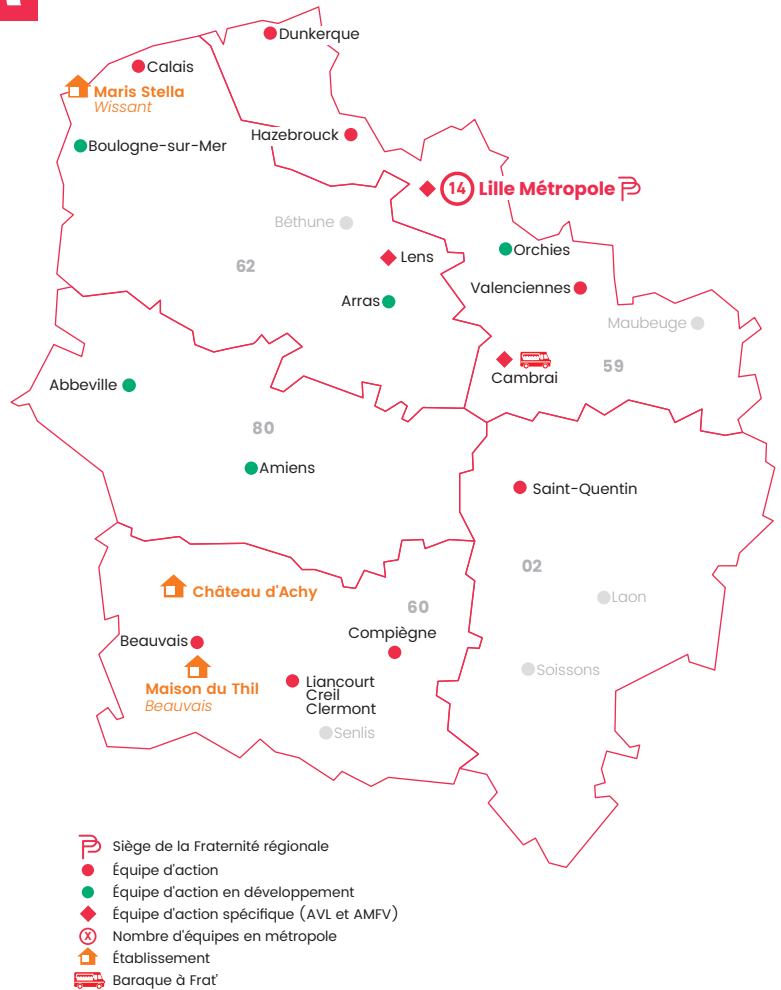 Dunkerque
Calais
Maris Stella
Wissant
Hazebrouck
Boulogne-sur-Mer
14 Lille Métropole
Béthune
Orchies
Lens
62
Valenciennes
Arras
Maubeuge
59
Cambrai
Abbeville
80
Amiens
Saint-Quentin
02
Château d'Achy
Laon
60
Compiègne
Beauvais
Soissons
Maison du Thil
Beauvais
Liancourt
Creil
Clermont
Senlis
Siège de la Fraternité régionale
Équipe d'action
Équipe d'action en développement
Équipe d'action spécifique (AVL et AMFV)
X Nombre d'équipes en métropole
Établissement
Baraque à Frat'